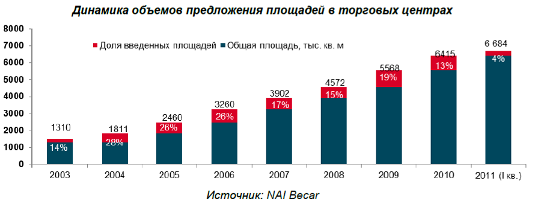 Динамика объемов предложения площадей в торговых центрах
8000
7000
6000
5000
4000
3000
2000
1000
0
Доля введенных площадей Общая площадь, тыс. кв. м
1310 1811 2460 3260 3902 4572 5568 6415 6 684
14% 28% 26% 26% 17% 15% 19% 13% 4%
2003 2004 2005 2006 2007 2008 2009 2010 2011 (I кв.)
Источник: NAI Becar